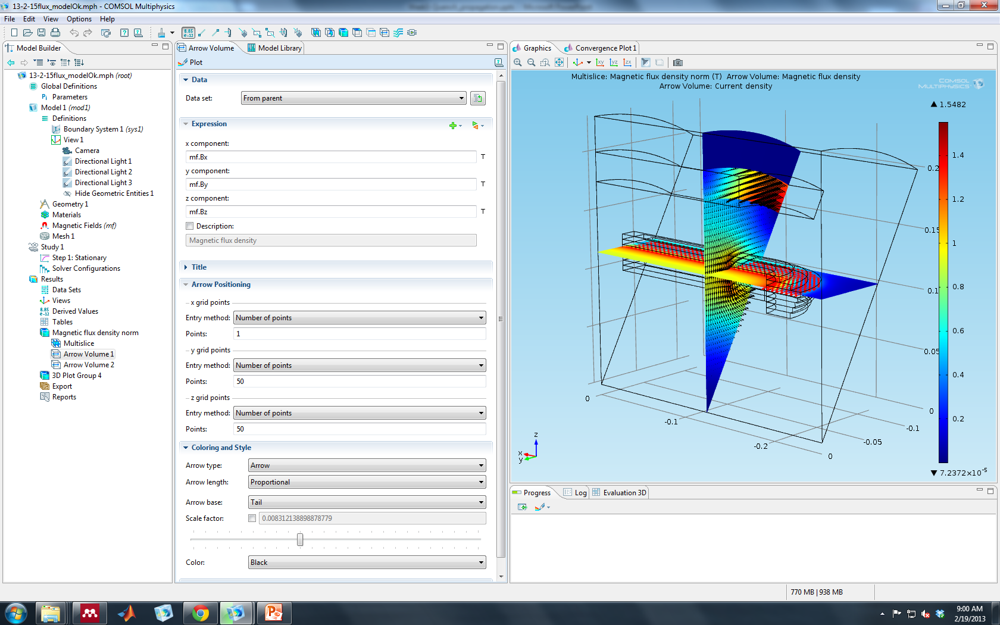 13-2-15flux_modelOk.mph - COMSOL Multiphysics
File Edit View Options Help
Model Builder
13-2-15flux_modelOk.mph (root)
Global Definitions
Pi Parameters
Model 1 (mod1)
Definitions
Boundary System 1 (sys1)
View 1
Camera
Directional Light 1
Directional Light 2
Directional Light 3
Hide Geometric Entities 1
Geometry 1
Materials
Magnetic Fields (mf)
Mesh 1
Study 1
Step 1: Stationary
Solver Configurations
Results
Data Sets
Views
8.85
e-12 Derived Values
Tables
Magnetic flux density norm
Multislice
Arrow Volume 1
Arrow Volume 2
3D Plot Group 4
Export
Reports
8.85
e-12
Arrow Volume Model Library
Plot
Data
Data set: From parent
Expression
x component:
mf.Bx T
y component:
mf.By T
z component:
mf.Bz T
Description:
Magnetic flux density
Title
Arrow Positioning
x grid points
Entry method: Number of points
Points: 1
y grid points
Entry method: Number of points
Points: 50
z grid points
Entry method: Number of points
Points: 50
Coloring and Style
Arrow type: Arrow
Arrow length: Proportional
Arrow base: Tail
Scale factor: 0.008312138898878779
Color: Black
Graphics Convergence Plot 1
xy yz zx
Multislice: Magnetic flux density norm (T) Arrow Volume: Magnetic flux density
Arrow Volume: Current density
COMSOL
MULTIPHYSICS
▲ 1.5482
1.4
1.2
1
0.8
0.6
0.4
0.2
▼ 7.2372×10⁻⁵
0.2
0.15
0.1
0.05
0
-0.1
-0.05
0
0
-0.1
-0.2
z
x
y
Progress Log Evaluation 3D
770 MB | 938 MB
9:00 AM
2/19/2013